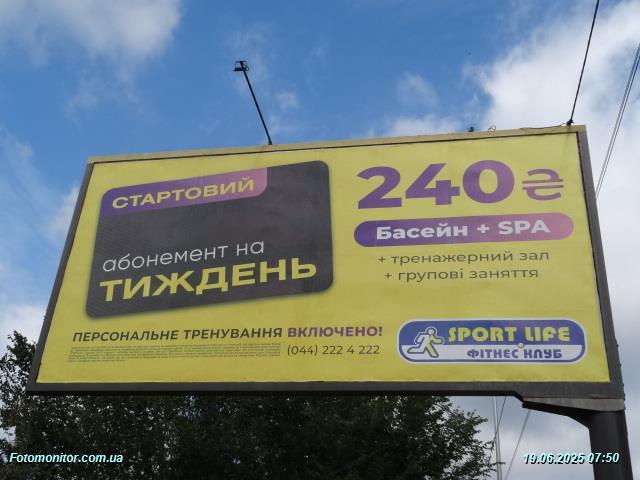 СТАРТОВИЙ
абонемент на
ТИЖДЕНЬ
240₴
Басейн + SPA
+ тренажерний зал
+ групові заняття
ПЕРСОНАЛЬНЕ ТРЕНУВАННЯ ВКЛЮЧЕНО!
(044) 222 4 222
SPORT LIFE
ФІТНЕС КЛУБ
Fotomonitor.com.ua
19.06.2025 07:50